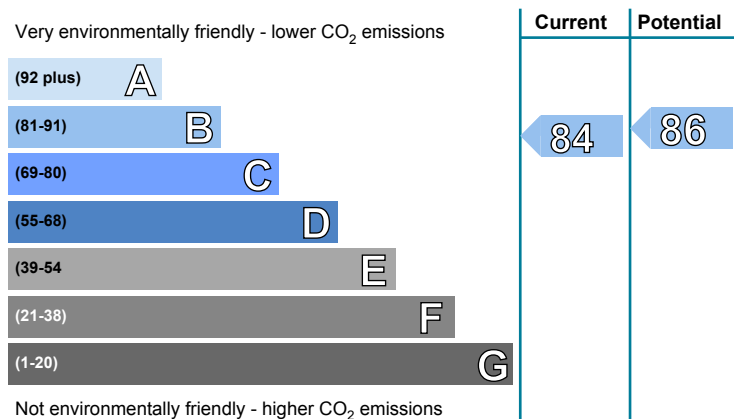 Very environmentally friendly - lower CO₂ emissions
Current
Potential
(92 plus) A
(81-91) B
84
86
(69-80) C
(55-68) D
(39-54 E
(21-38) F
(1-20) G
Not environmentally friendly - higher CO₂ emissions